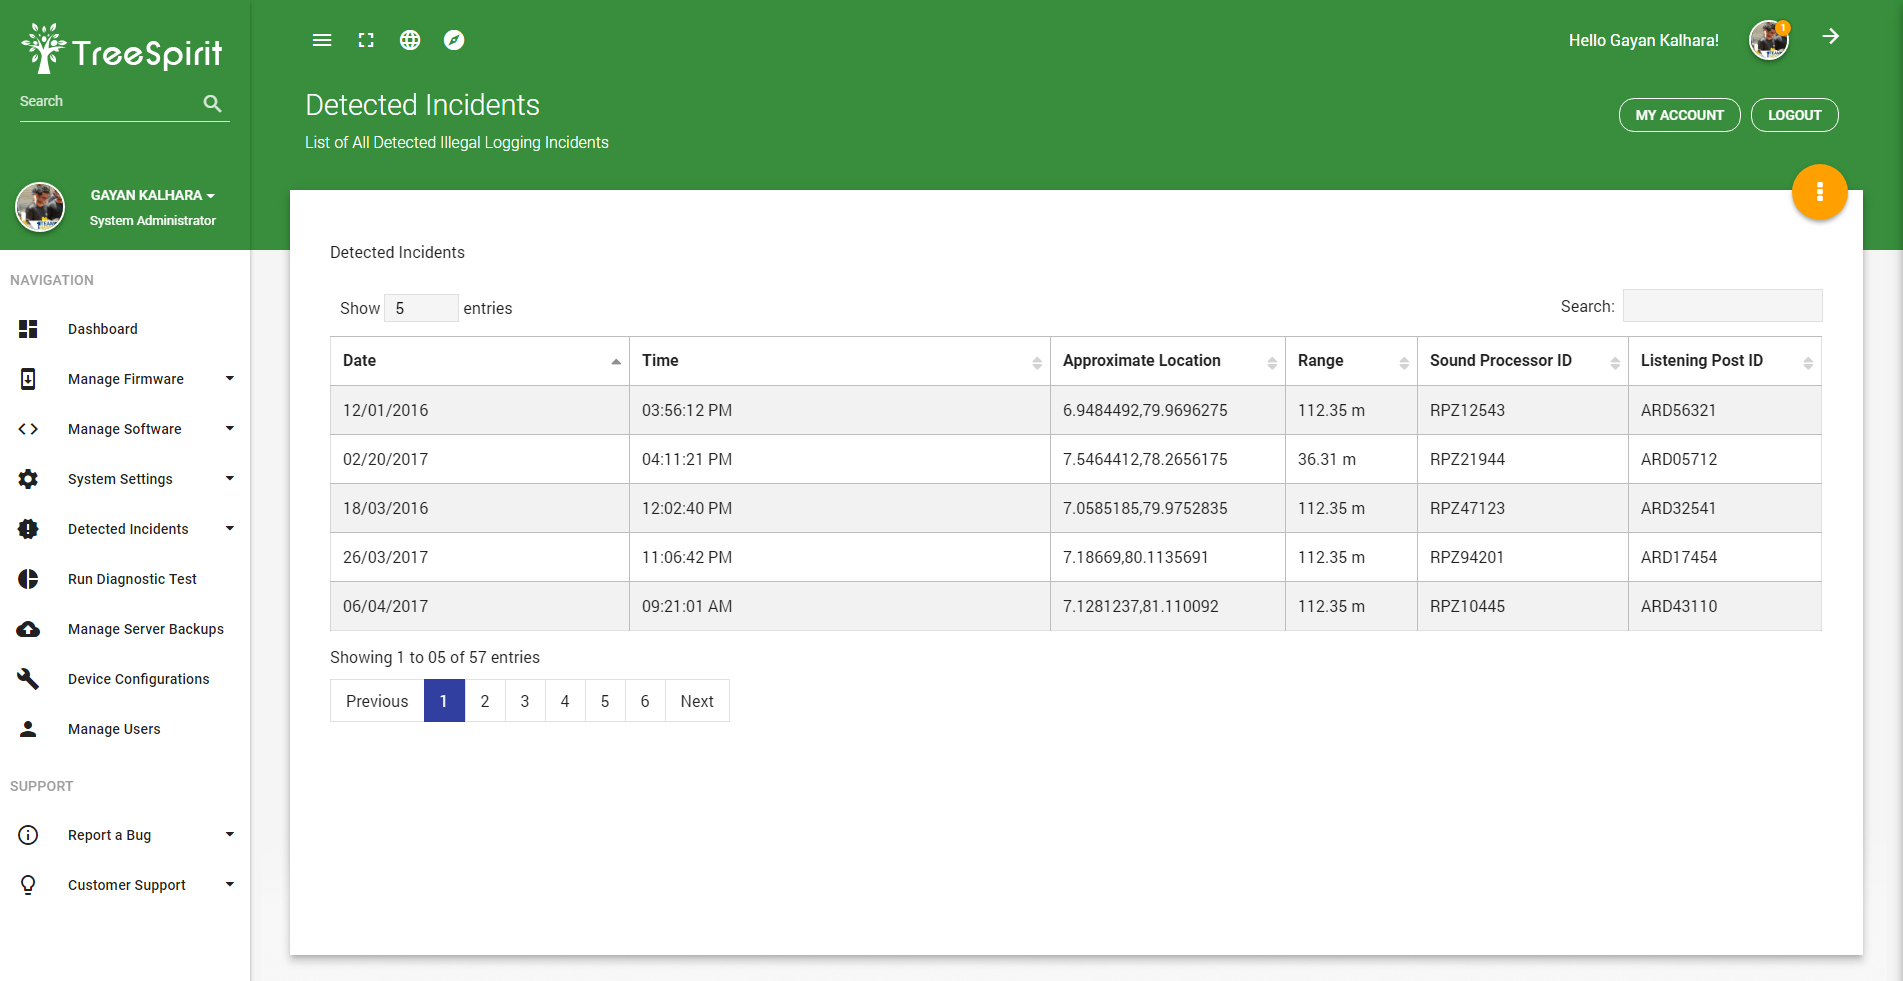 TreeSpirit
Search
GAYAN KALHARA
System Administrator
NAVIGATION
Dashboard
Manage Firmware
Manage Software
System Settings
Detected Incidents
Run Diagnostic Test
Manage Server Backups
Device Configurations
Manage Users
SUPPORT
Report a Bug
Customer Support
Hello Gayan Kalhara!
1
Detected Incidents
List of All Detected Illegal Logging Incidents
MY ACCOUNT LOGOUT
Detected Incidents
Show 5 entries Search:
Date Time Approximate Location Range Sound Processor ID Listening Post ID
12/01/2016 03:56:12 PM 6.9484492,79.9696275 112.35 m RPZ12543 ARD56321
02/20/2017 04:11:21 PM 7.5464412,78.2656175 36.31 m RPZ21944 ARD05712
18/03/2016 12:02:40 PM 7.0585185,79.9752835 112.35 m RPZ47123 ARD32541
26/03/2017 11:06:42 PM 7.18669,80.1135691 112.35 m RPZ94201 ARD17454
06/04/2017 09:21:01 AM 7.1281237,81.110092 112.35 m RPZ10445 ARD43110
Showing 1 to 05 of 57 entries
Previous 1 2 3 4 5 6 Next